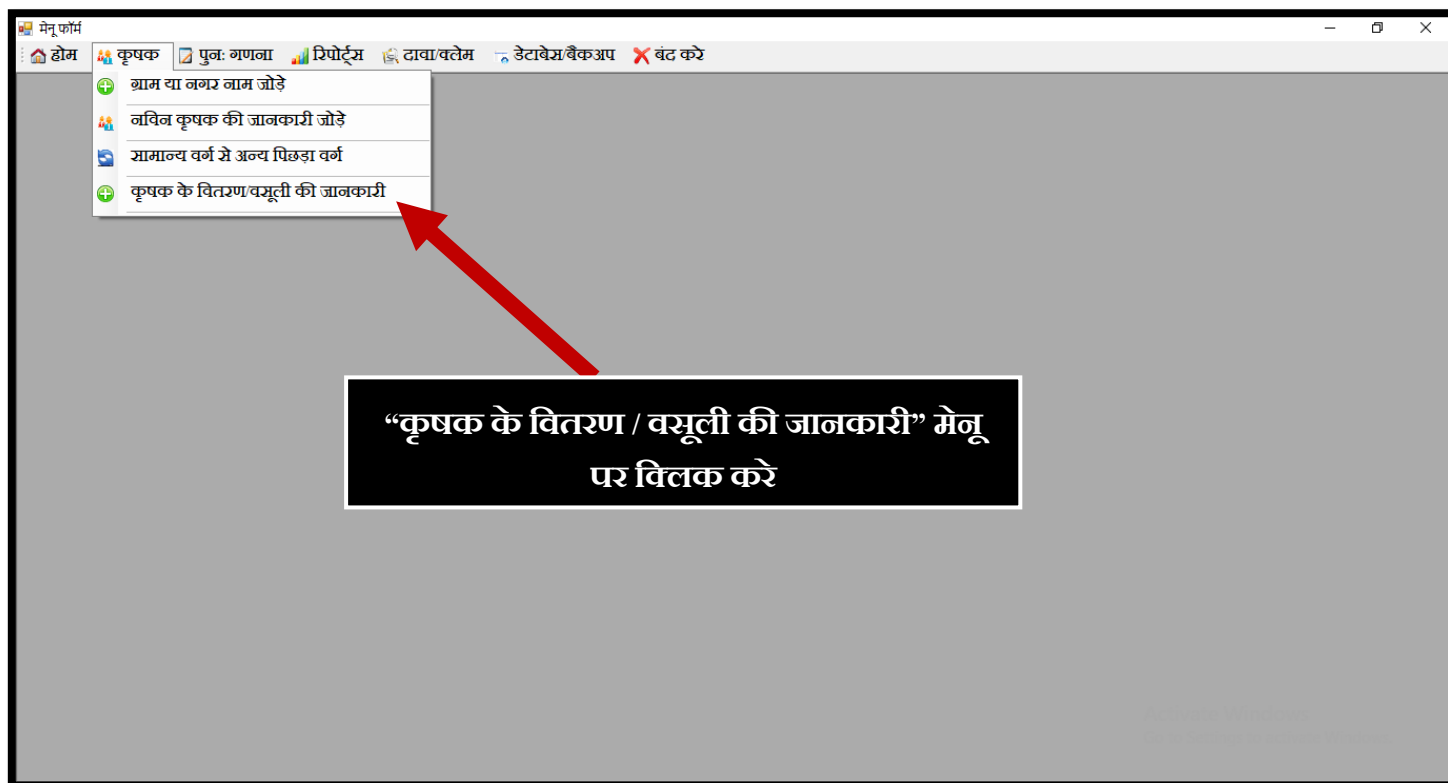 मेनू फॉर्म
होम कृषक पुनः गणना रिपोर्ट्स दावा/क्लेम डेटाबेस/बैकअप बंद करे
ग्राम या नगर नाम जोड़े
नविन कृषक की जानकारी जोड़े
सामान्य वर्ग से अन्य पिछड़ा वर्ग
कृषक के वितरण/वसूली की जानकारी
“कृषक के वितरण / वसूली की जानकारी” मेनू
पर क्लिक करे